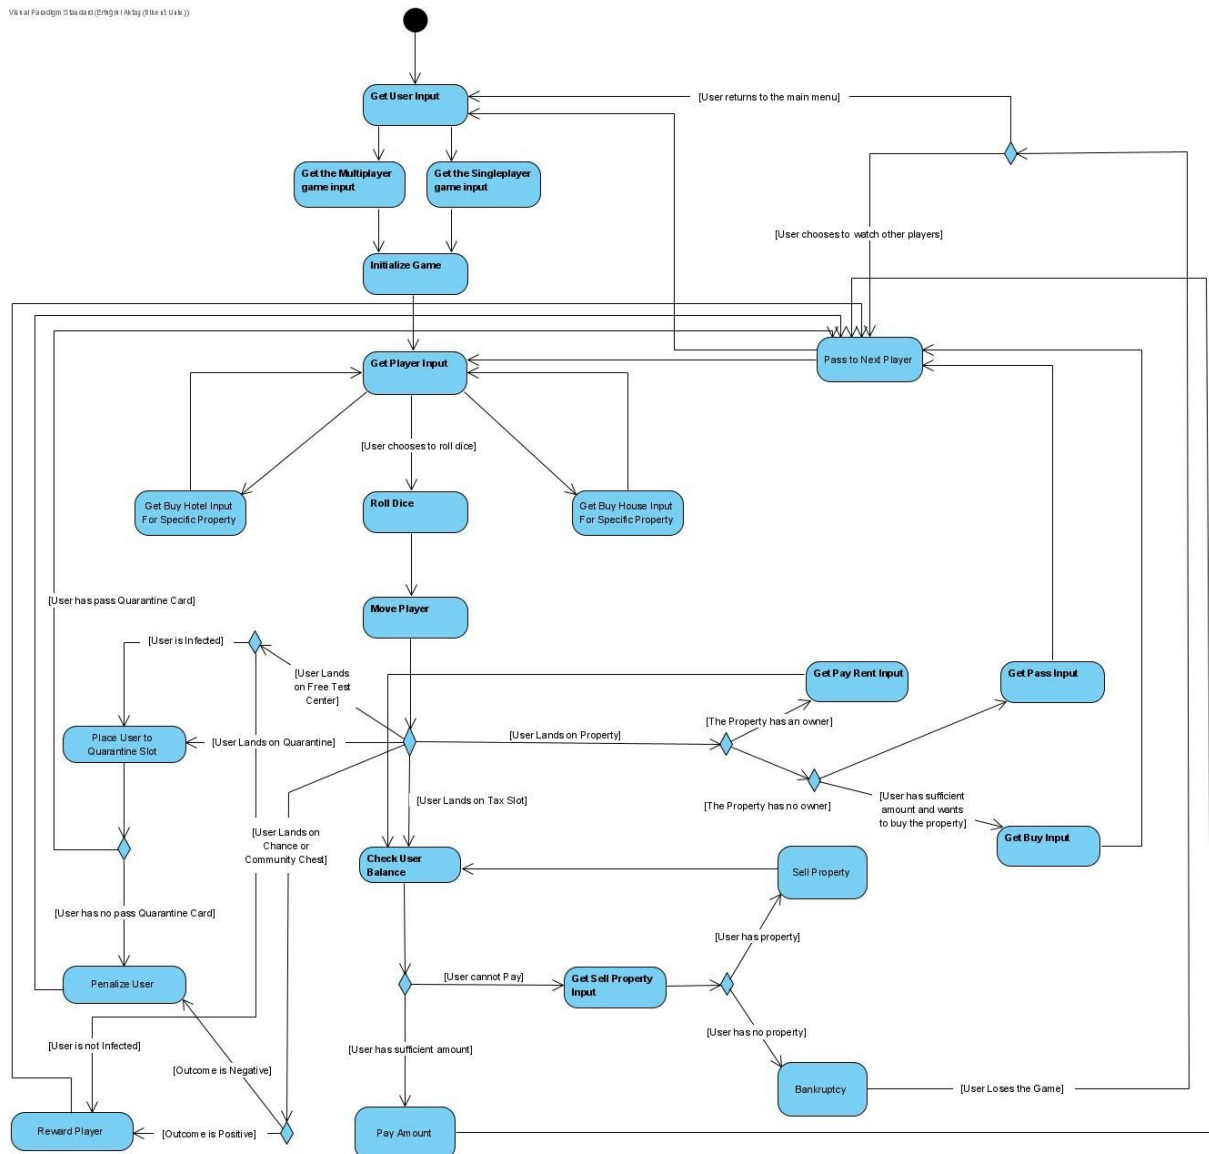 Visual Paradigm Standard
Get User Input
[User returns to the main menu]
Get the Multiplayer
game input
Get the Singleplayer
game input
[User chooses to watch other players]
Initialize Game
Get Player Input
Pass to Next Player
[User chooses to roll dice]
Get Buy Hotel Input
For Specific Property
Roll Dice
Get Buy House Input
For Specific Property
[User has pass Quarantine Card]
Move Player
[User is Infected]
[User Lands
on Free Test
Center]
Get Pay Rent Input
Get Pass Input
[The Property has an owner]
Place User to
Quarantine Slot
[User Lands on Quarantine]
[User Lands on Property]
[User Lands on Tax Slot]
[The Property has no owner]
[User has sufficient
amount and wants
to buy the property]
[User Lands on
Chance or
Community Chest]
Get Buy Input
Check User
Balance
Sell Property
[User has no pass Quarantine Card]
[User has property]
Penalize User
[User cannot Pay]
Get Sell Property
Input
[User has no property]
[User is not Infected]
[User has sufficient amount]
[Outcome is Negative]
Bankruptcy
[User Loses the Game]
Reward Player
[Outcome is Positive]
Pay Amount